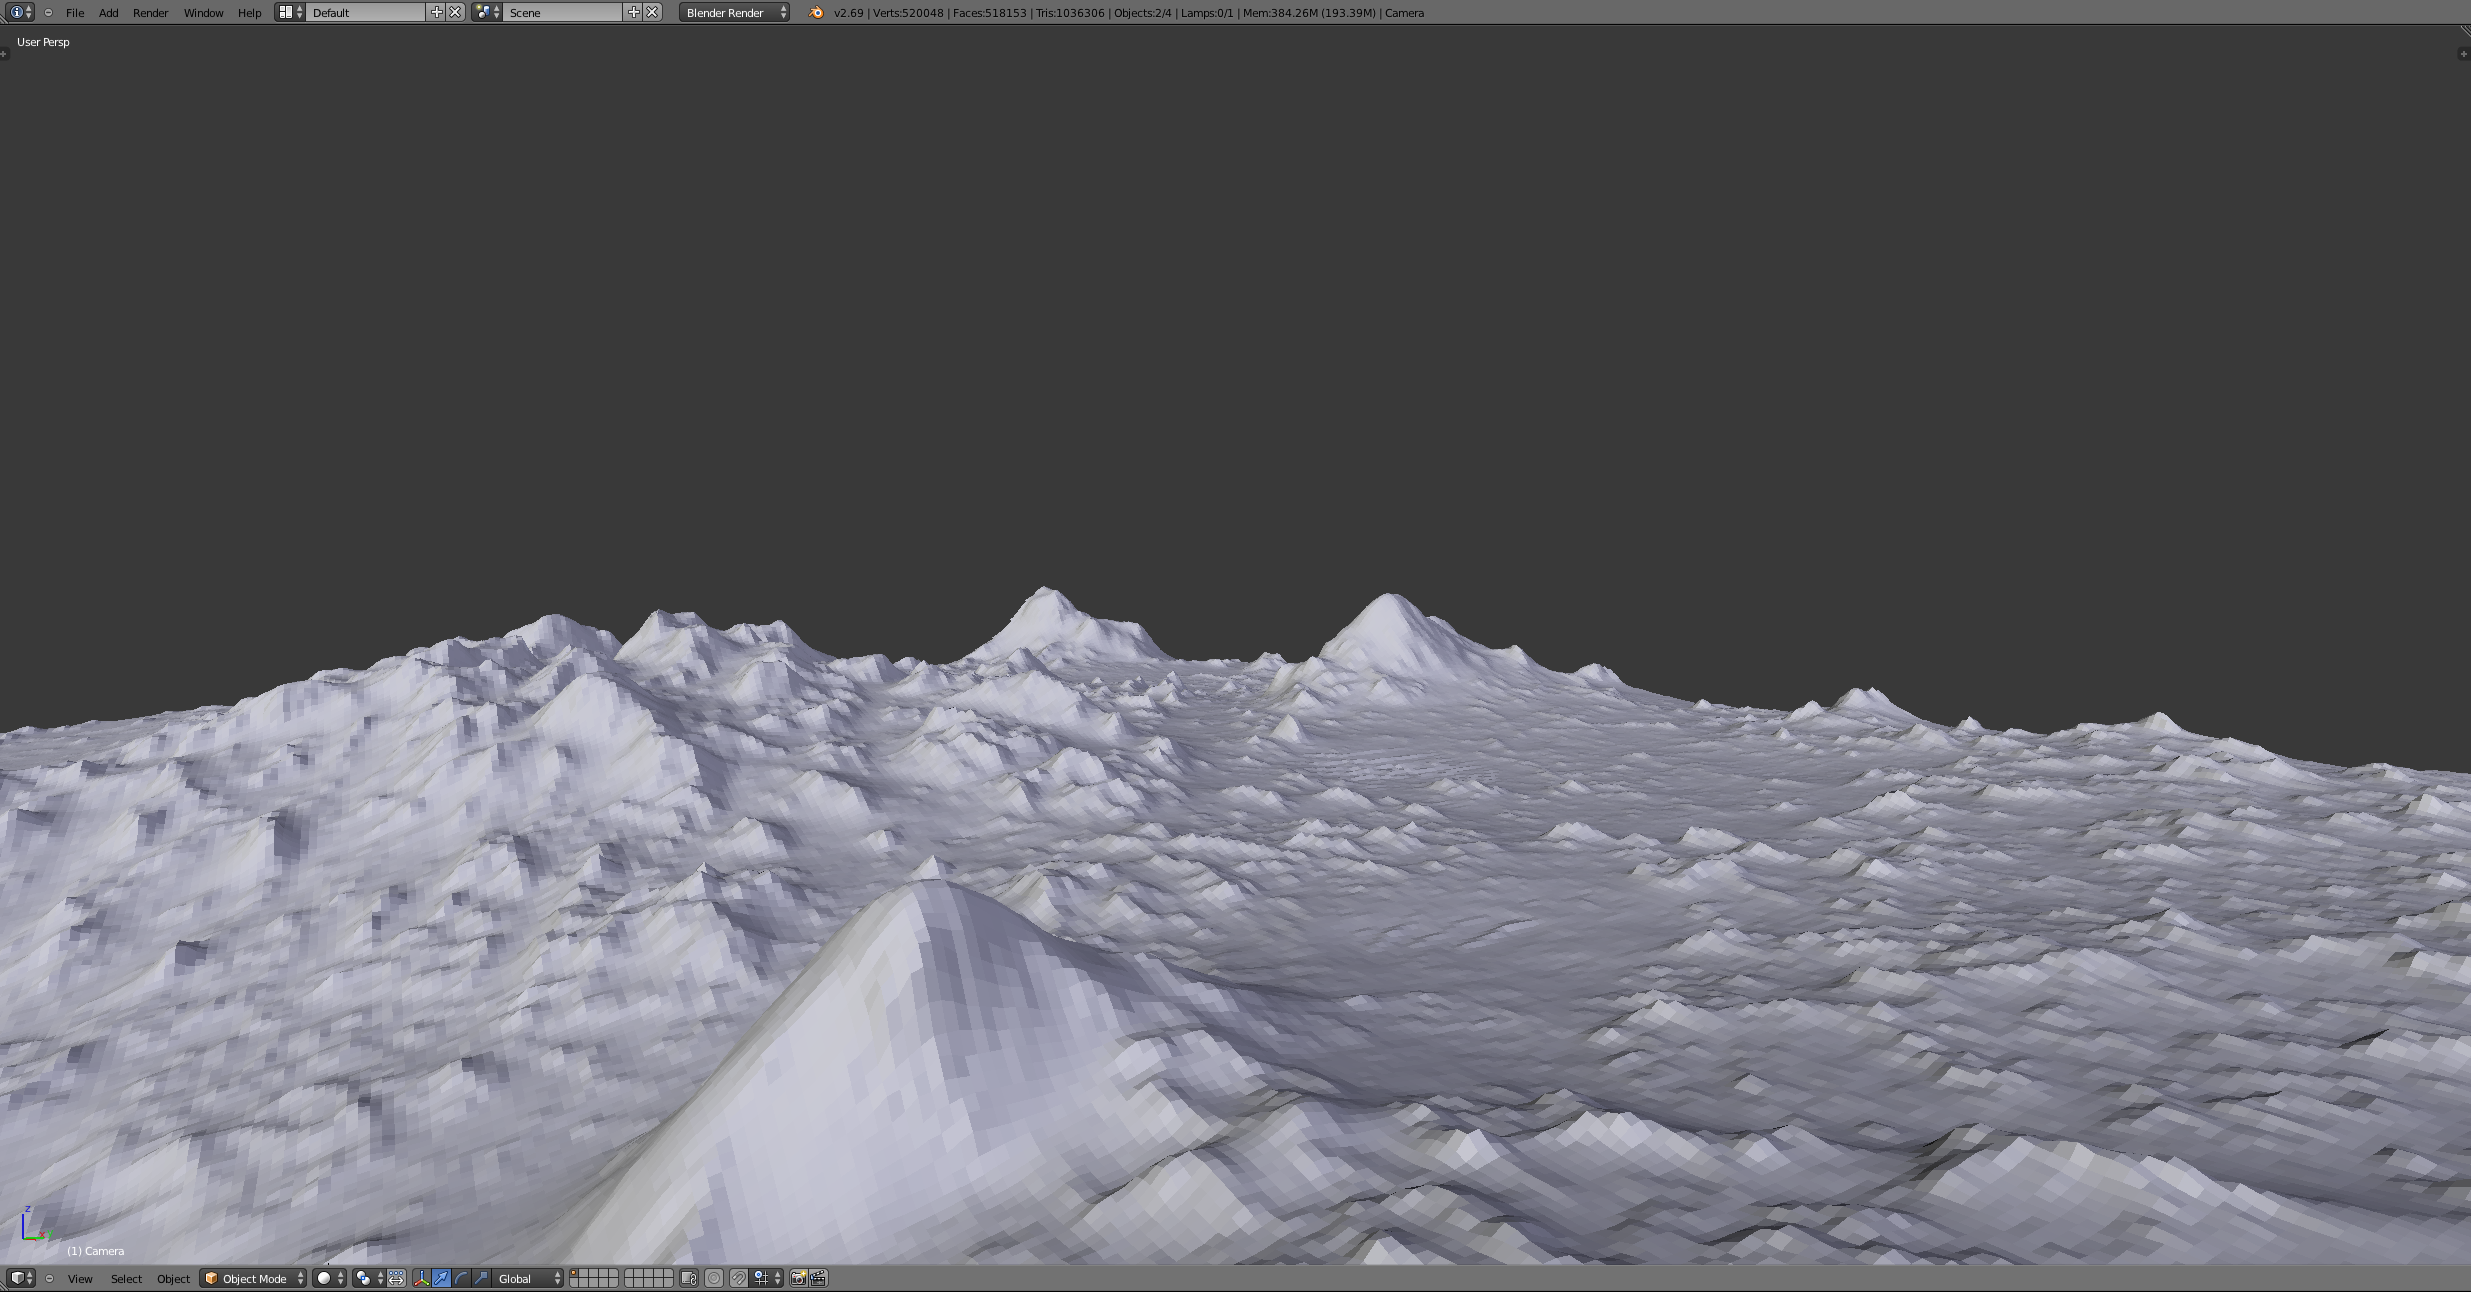 File Add Render Window Help Default Scene Blender Render v2.69 | Verts:520048 | Faces:518153 | Tris:1036306 | Objects:2/4 | Lamps:0/1 | Mem:384.26M (193.39M) | Camera
User Persp
z
x
(1) Camera
View Select Object Object Mode Global